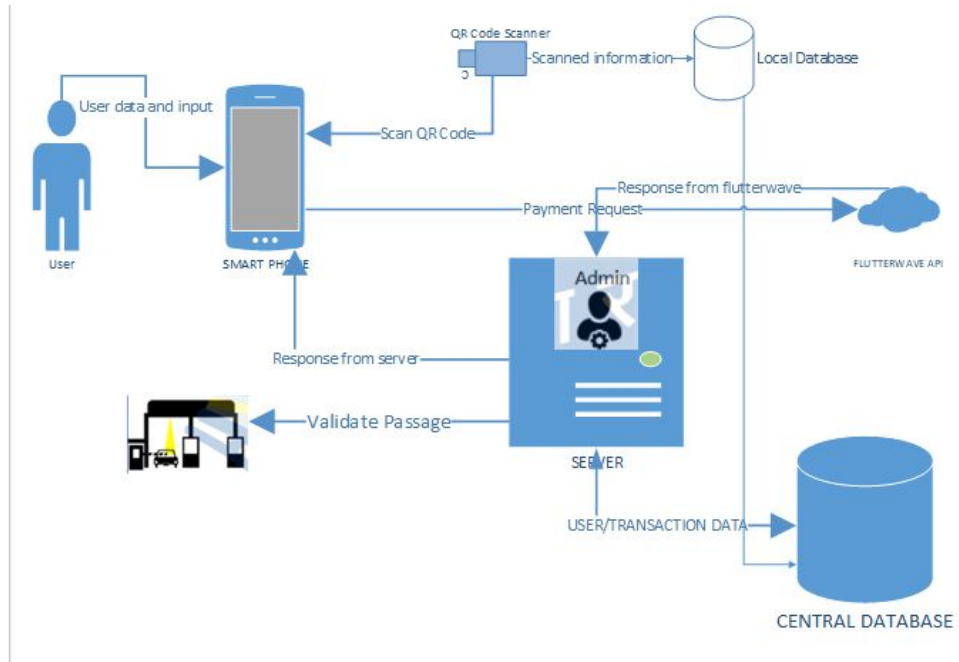 QR Code Scanner
Scanned information
Local Database
User data and input
Scan QR Code
Response from flutterwave
Payment Request
User
SMART PHONE
FLUTTERWAVE API
Admin
Response from server
Validate Passage
SERVER
USER/TRANSACTION DATA
CENTRAL DATABASE